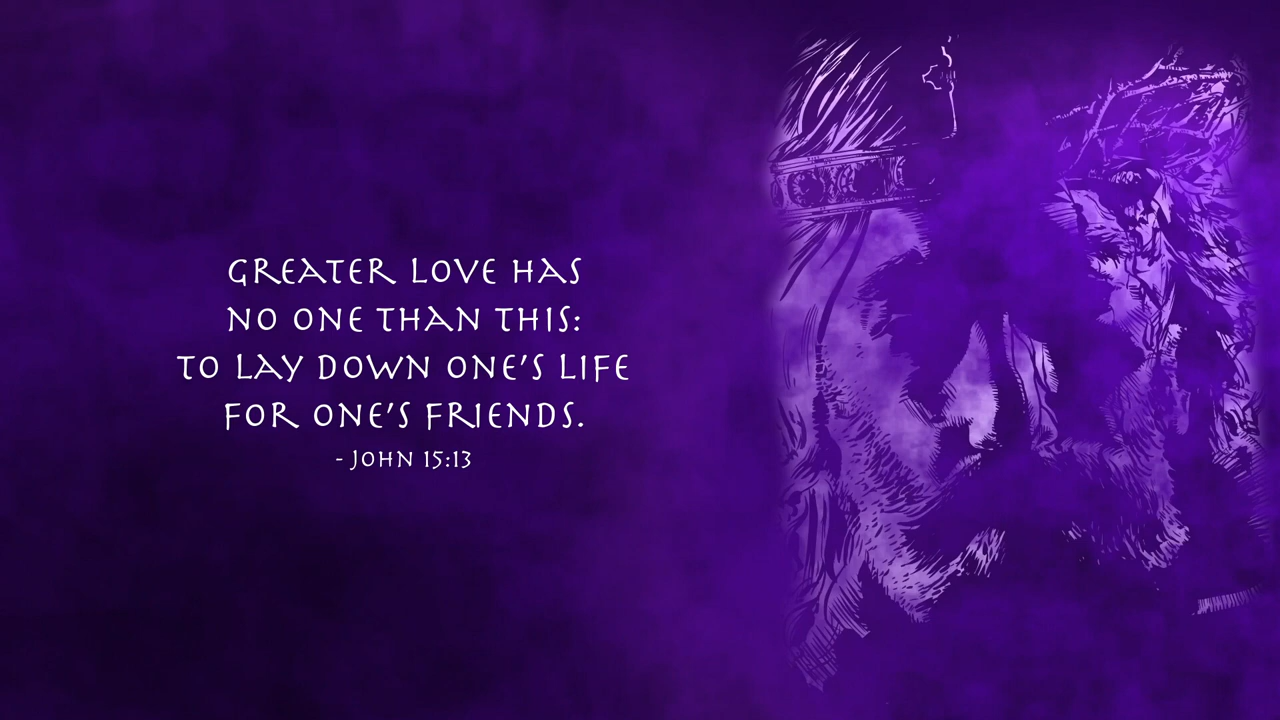 GREATER LOVE HAS
NO ONE THAN THIS:
TO LAY DOWN ONE'S LIFE
FOR ONE'S FRIENDS.
- JOHN 15:13